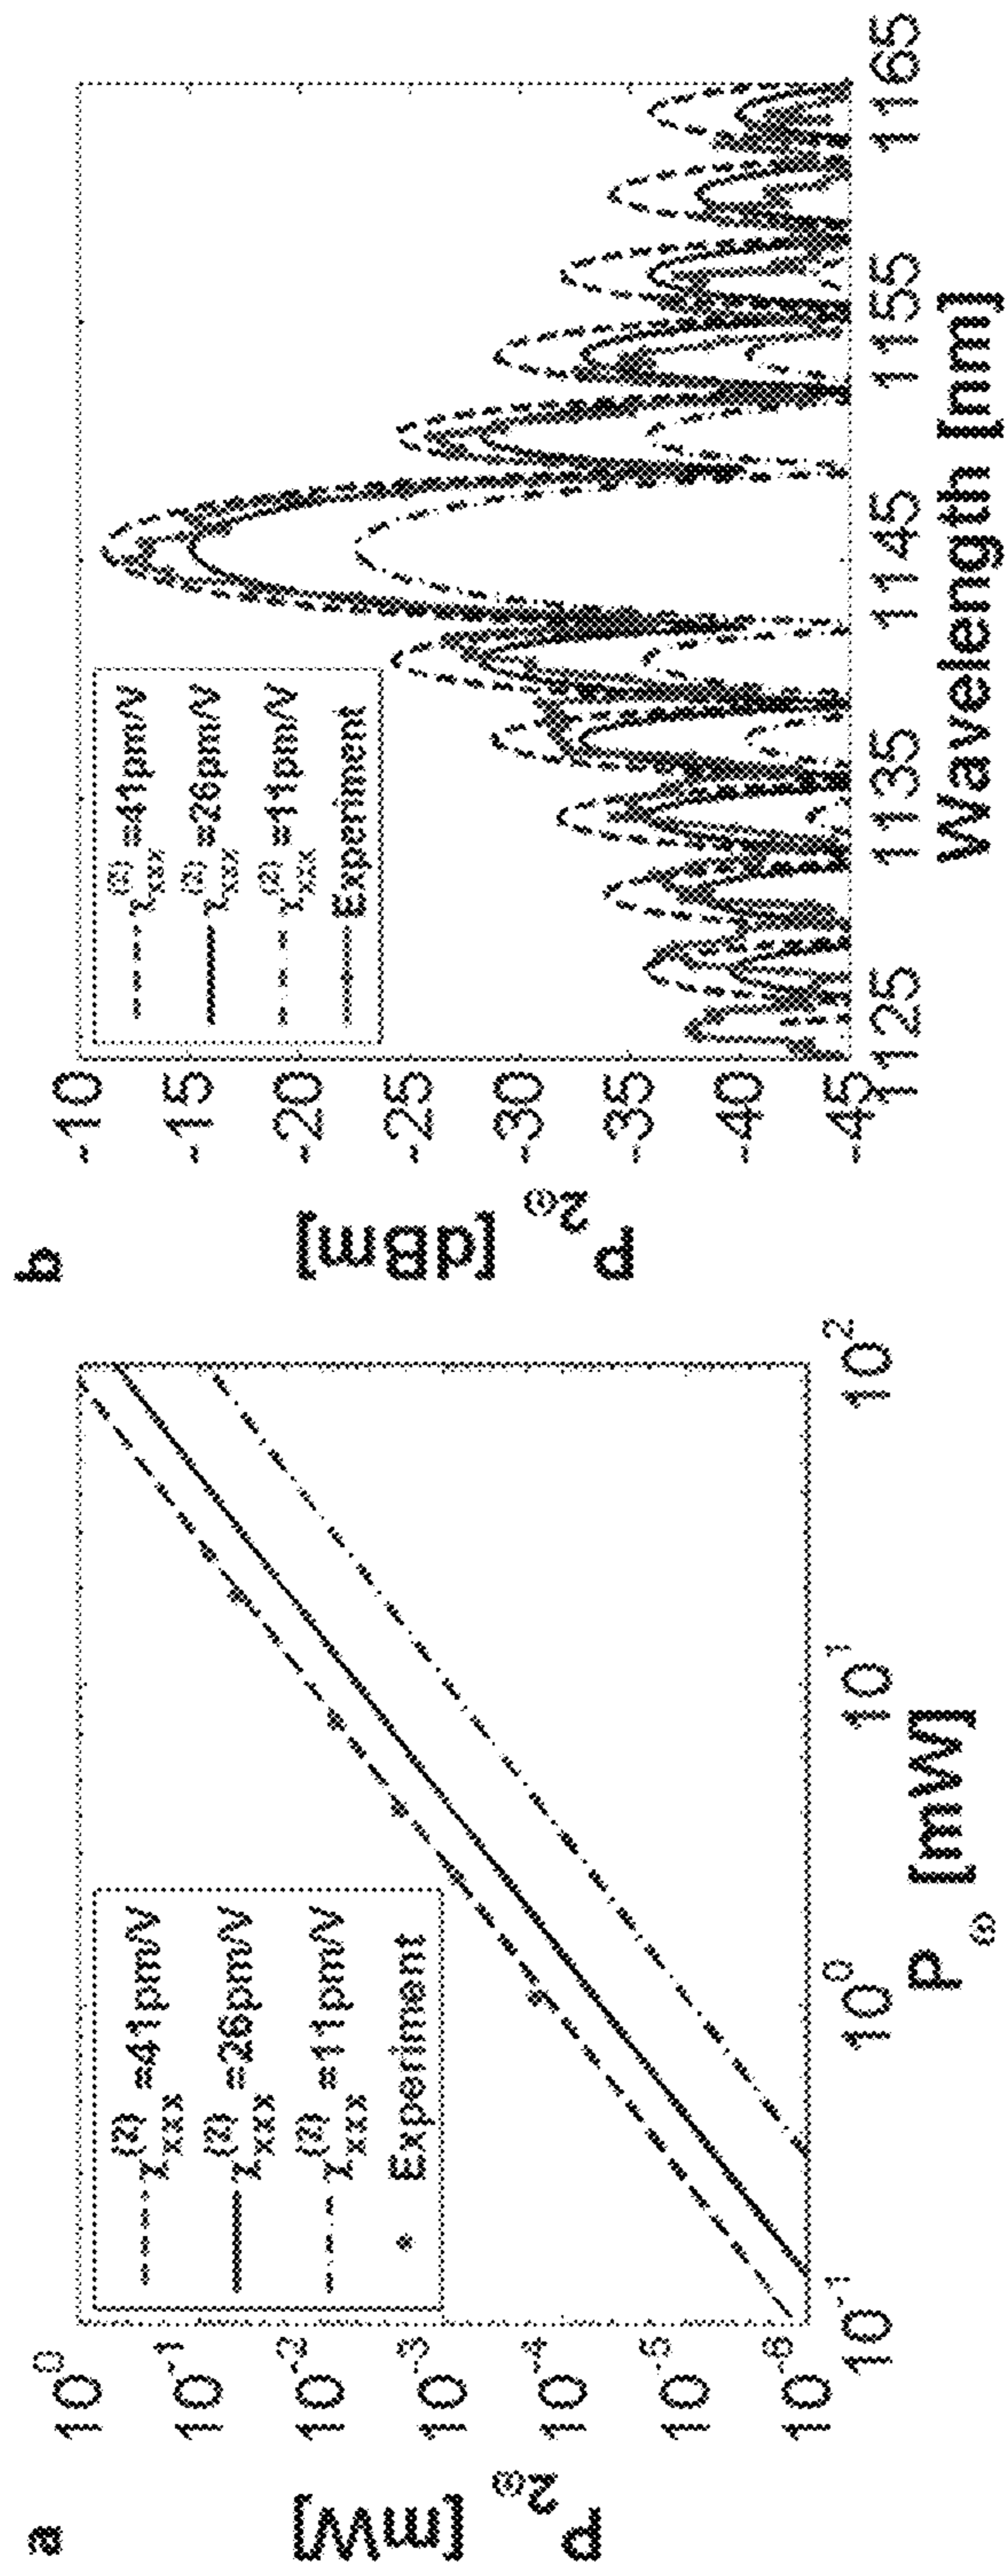 a
P2ω [mW]
10^0
10^-1
10^-2
10^-3
10^-4
10^-5
10^-6
χ^(2)xxx =41pm/V
χ^(2)xxx =26pm/V
χ^(2)xxx =11pm/V
Experiment
10^-1
10^0
10^1
10^2
Pω [mW]
b
P2ω [dBm]
-10
-15
-20
-25
-30
-35
-40
-45
χ^(2)xxx =41pm/V
χ^(2)xxx =26pm/V
χ^(2)xxx =11pm/V
Experiment
1125
1135
1145
1155
1165
Wavelength [nm]